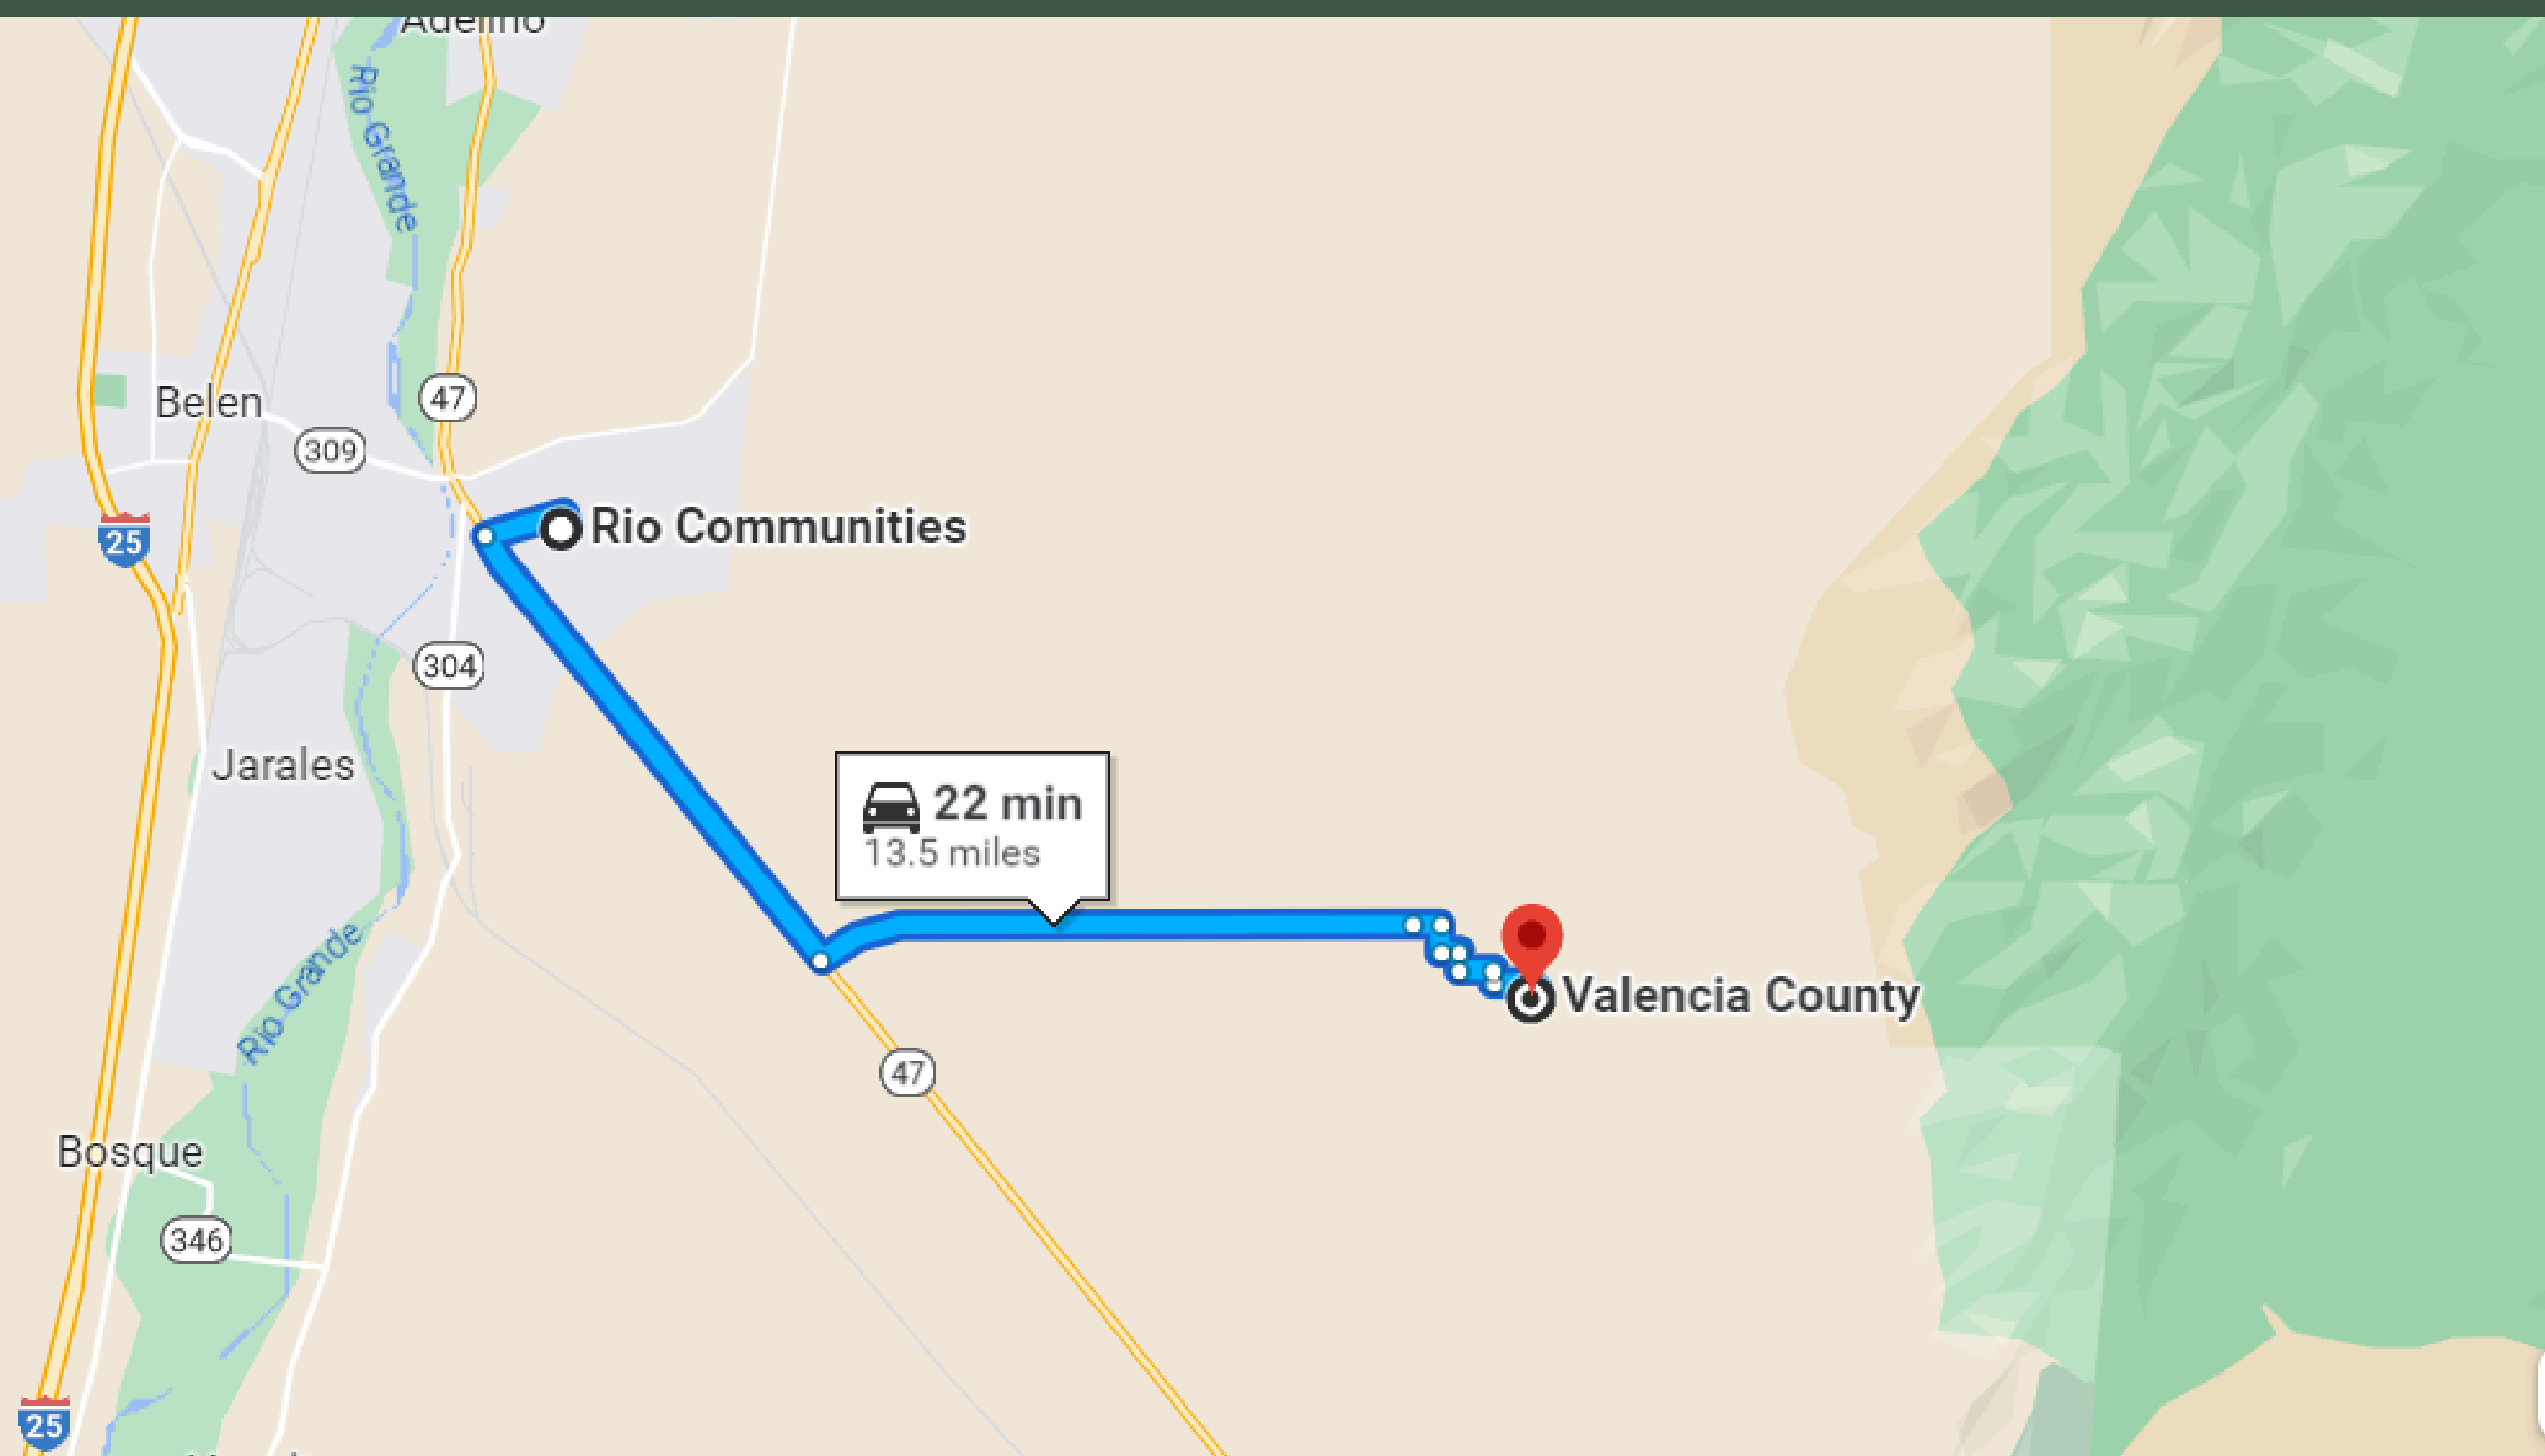 Adelino
Rio Grande
Belen
47
309
25
Rio Communities
304
Jarales
22 min
13.5 miles
Rio Grande
Valencia County
47
Bosque
346
25